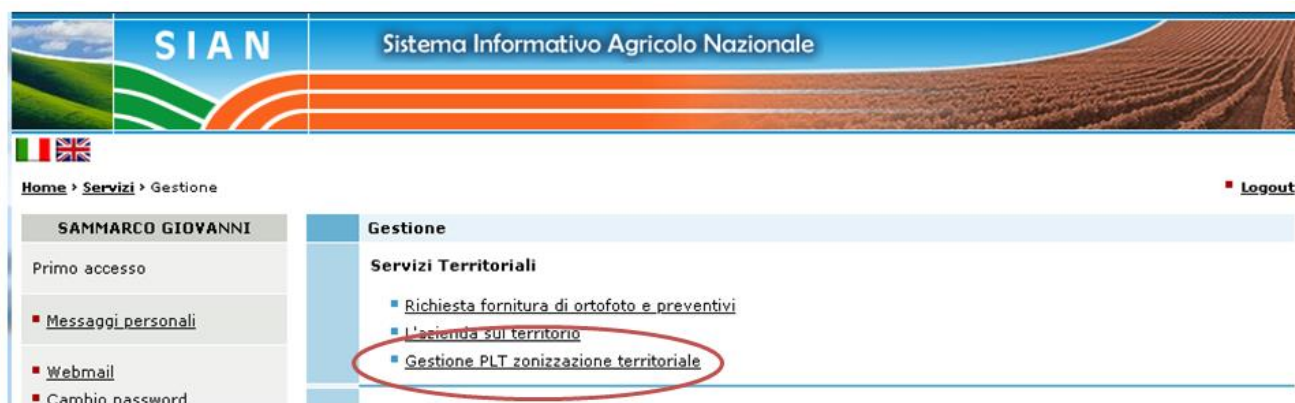 SIAN
Sistema Informativo Agricolo Nazionale
Home › Servizi › Gestione
Logout
SAMMARCO GIOVANNI
Primo accesso
Messaggi personali
Webmail
Cambio password
Gestione
Servizi Territoriali
Richiesta fornitura di ortofoto e preventivi
L'azienda sul territorio
Gestione PLT zonizzazione territoriale